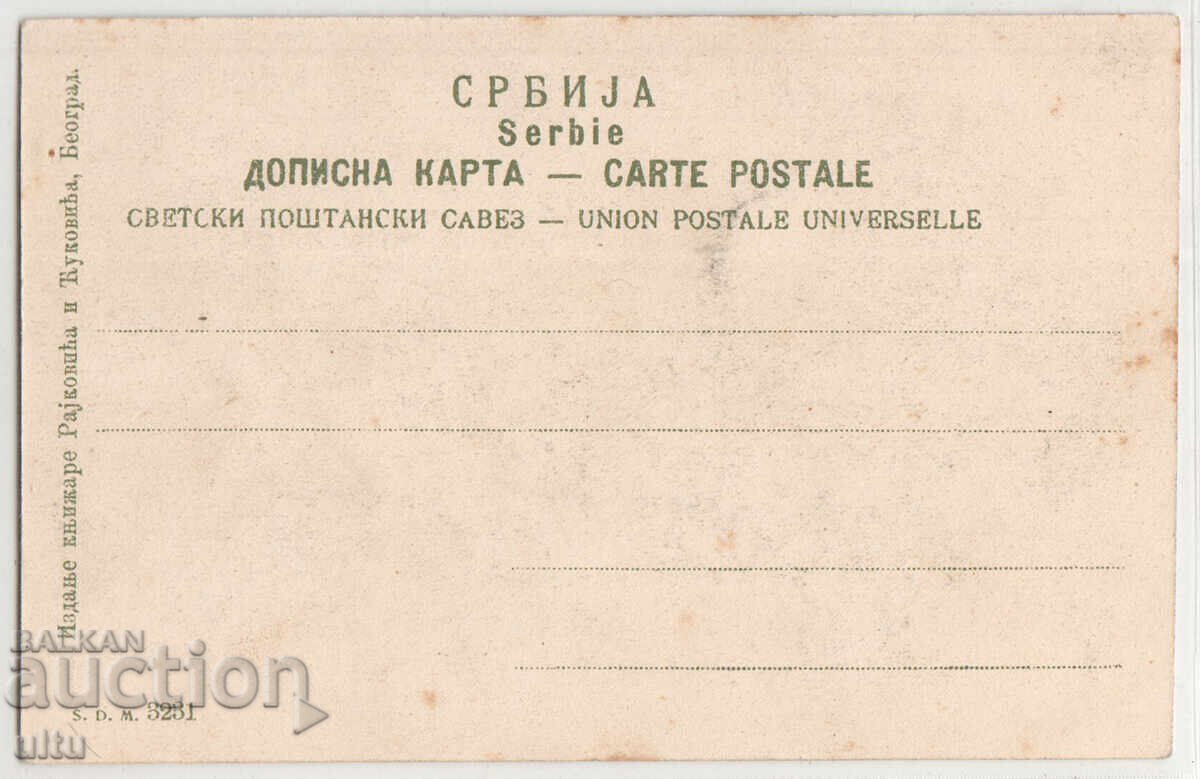 СРБИЈА
Serbie
ДОПИСНА КАРТА — CARTE POSTALE
СВЕТСКИ ПОШТАНСКИ САВЕЗ — UNION POSTALE UNIVERSELLE
Издање књижаре Рајковића и Ћуковића, Београд.
S. D. M. 3231
BALKAN
auction
ultu